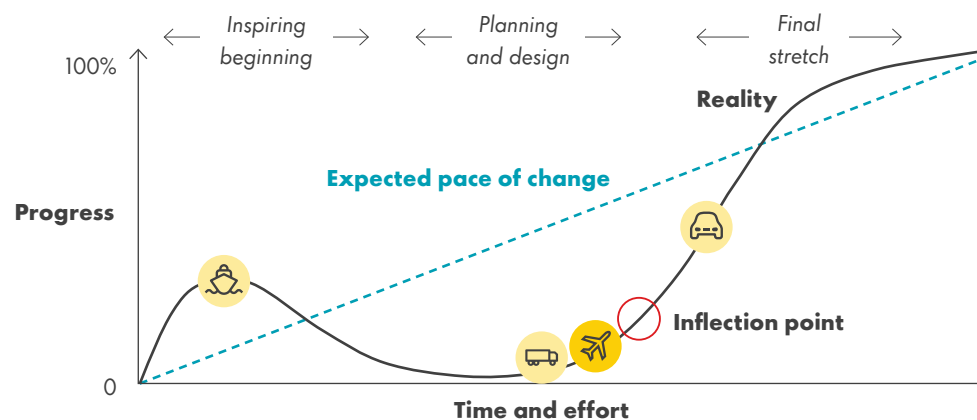 Inspiring
beginning
Planning
and design
Final
stretch
100%
Reality
Expected pace of change
Progress
Inflection point
0
Time and effort